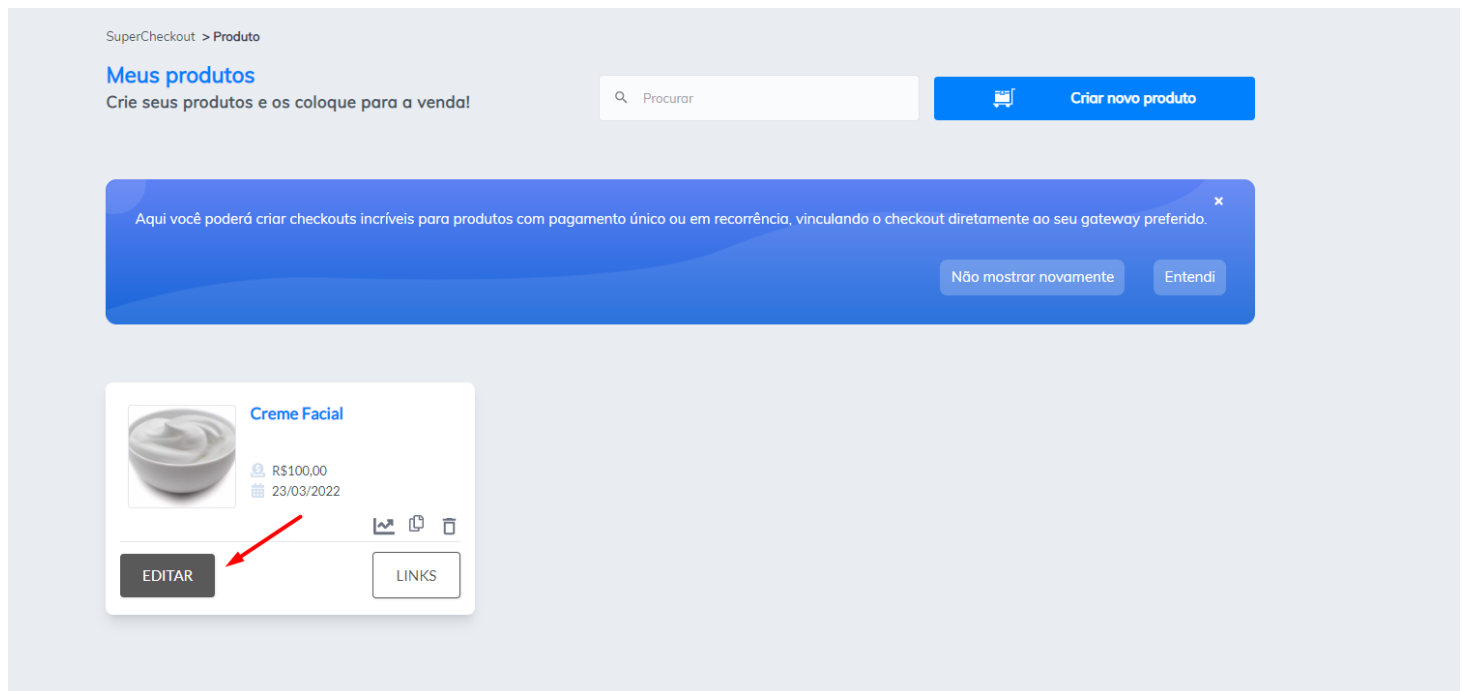 SuperCheckout > Produto
Meus produtos
Crie seus produtos e os coloque para a venda!
Procurar
Criar novo produto
×
Aqui você poderá criar checkouts incríveis para produtos com pagamento único ou em recorrência, vinculando o checkout diretamente ao seu gateway preferido.
Não mostrar novamente
Entendi
Creme Facial
R$100,00
23/03/2022
EDITAR
LINKS